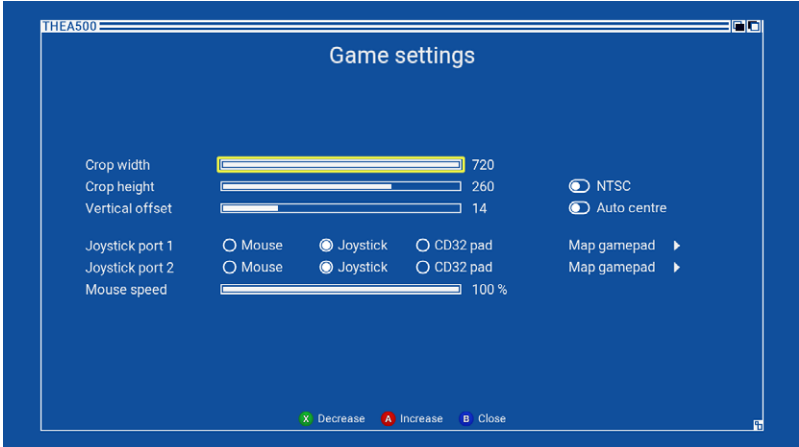 THEA500
Game settings
Crop width 720
Crop height 260 NTSC
Vertical offset 14 Auto centre
Joystick port 1 Mouse Joystick CD32 pad Map gamepad
Joystick port 2 Mouse Joystick CD32 pad Map gamepad
Mouse speed 100 %
X Decrease A Increase B Close